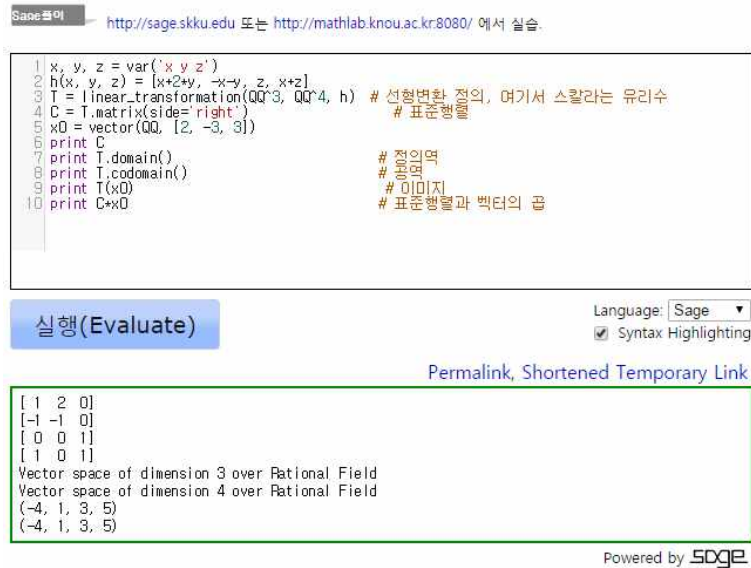 Sage풀이 http://sage.skku.edu 또는 http://mathlab.knou.ac.kr:8080/ 에서 실습.
1 x, y, z = var('x y z')
2 h(x, y, z) = [x+2*y, -x-y, z, x+z]
3 T = linear_transformation(QQ^3, QQ^4, h) # 선형변환 정의, 여기서 스칼라는 유리수
4 C = T.matrix(side='right') # 표준행렬
5 x0 = vector(QQ, [2, -3, 3])
6 print C
7 print T.domain() # 정의역
8 print T.codomain() # 공역
9 print T(x0) # 이미지
10 print C*x0 # 표준행렬과 벡터의 곱
실행(Evaluate)
Language: Sage
Syntax Highlighting
Permalink, Shortened Temporary Link
[ 1 2 0]
[-1 -1 0]
[ 0 0 1]
[ 1 0 1]
Vector space of dimension 3 over Rational Field
Vector space of dimension 4 over Rational Field
(-4, 1, 3, 5)
(-4, 1, 3, 5)
Powered by sage